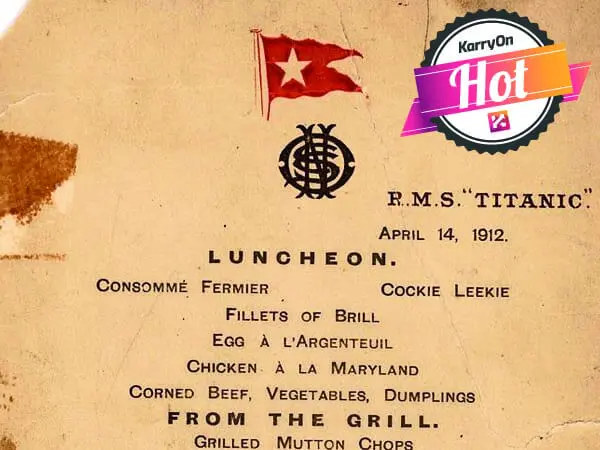 KarryOn
Hot
R.M.S. "TITANIC".
APRIL 14, 1912.
LUNCHEON.
CONSOMMÉ FERMIER COCKIE LEEKIE
FILLETS OF BRILL
EGG À L'ARGENTEUIL
CHICKEN À LA MARYLAND
CORNED BEEF, VEGETABLES, DUMPLINGS
FROM THE GRILL.
GRILLED MUTTON CHOPS